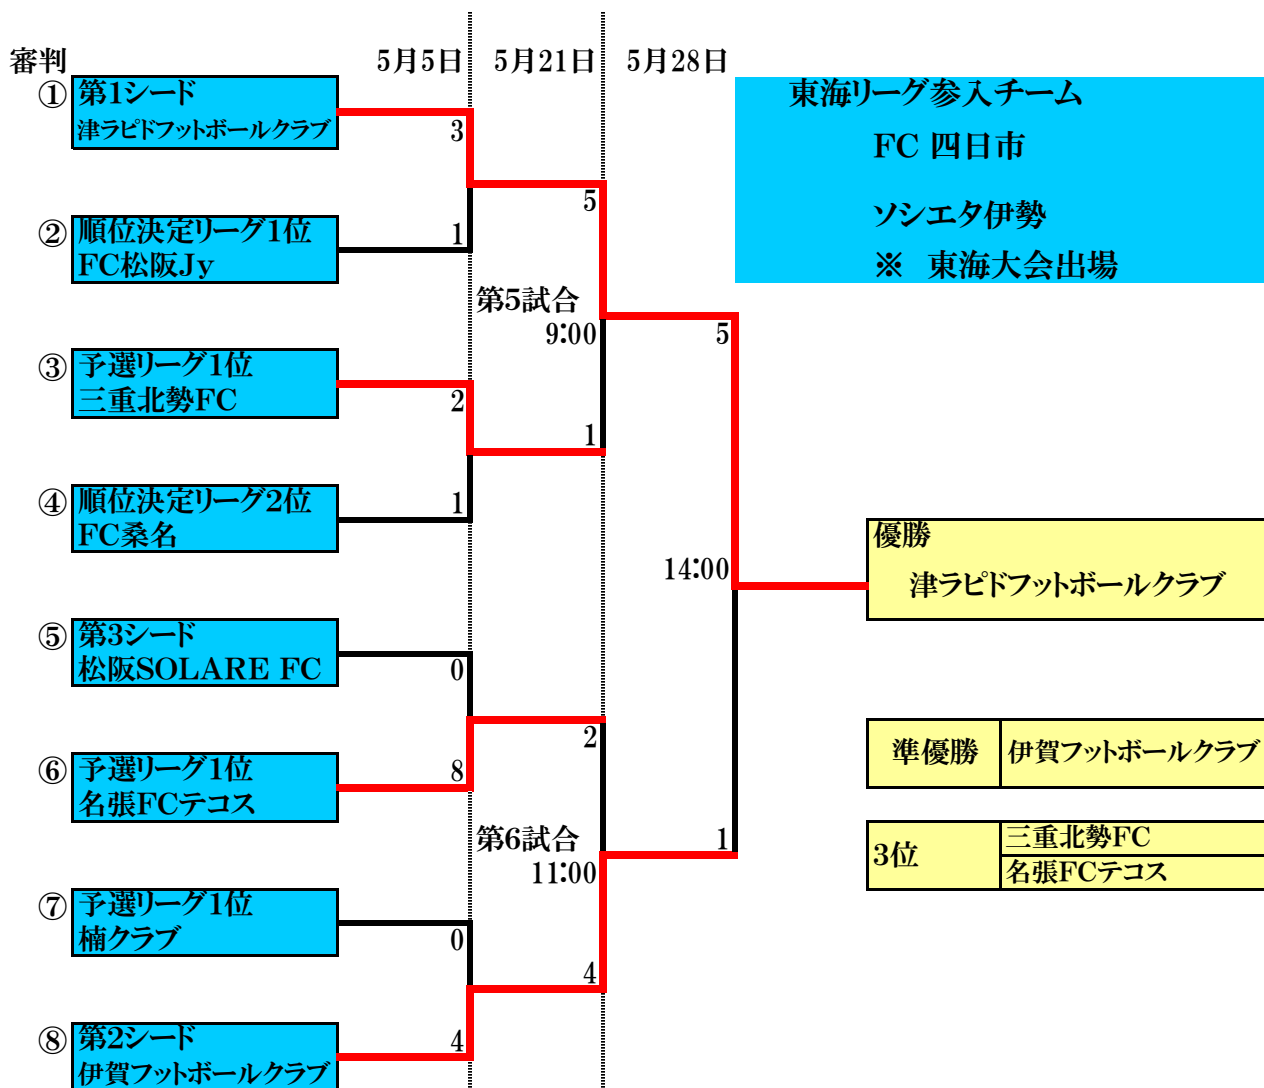 審判
5月5日
5月21日
5月28日
① 第1シード
津ラピドフットボールクラブ
3
東海リーグ参入チーム
FC 四日市
ソシエタ伊勢
※ 東海大会出場
5
② 順位決定リーグ1位
FC松阪Jy
1
第5試合
9:00
5
③ 予選リーグ1位
三重北勢FC
2
1
④ 順位決定リーグ2位
FC桑名
1
14:00
優勝
津ラピドフットボールクラブ
⑤ 第3シード
松阪SOLARE FC
0
2
準優勝 伊賀フットボールクラブ
⑥ 予選リーグ1位
名張FCテコス
8
第6試合
11:00
1
3位
三重北勢FC
名張FCテコス
⑦ 予選リーグ1位
楠クラブ
0
4
⑧ 第2シード
伊賀フットボールクラブ
4